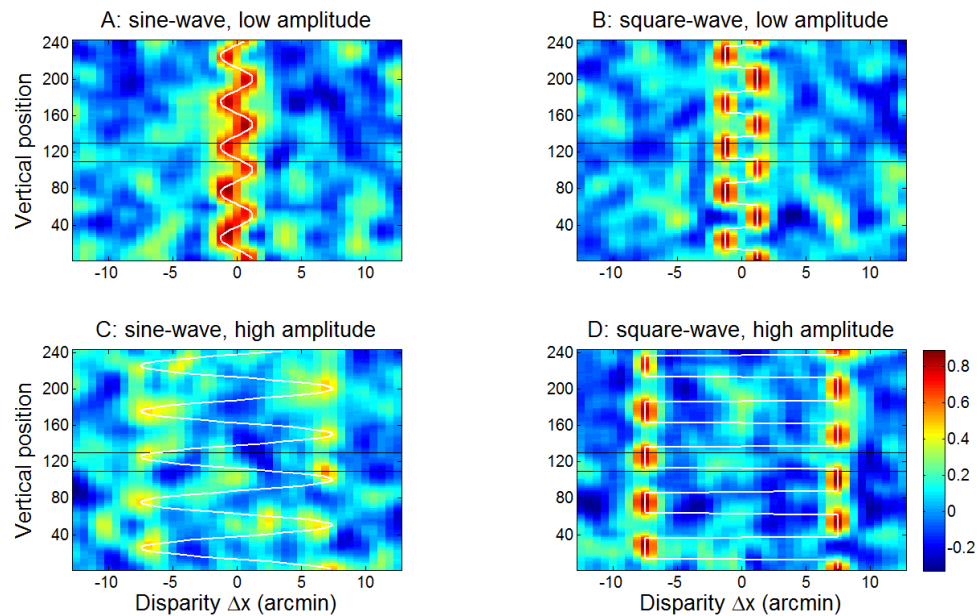 A: sine-wave, low amplitude
B: square-wave, low amplitude
Vertical position
240
200
160
120
80
40
-10 -5 0 5 10
Vertical position
240
200
160
120
80
40
-10 -5 0 5 10
C: sine-wave, high amplitude
D: square-wave, high amplitude
Vertical position
240
200
160
120
80
40
-10 -5 0 5 10
Disparity Δx (arcmin)
240
200
160
120
80
40
-10 -5 0 5 10
Disparity Δx (arcmin)
0.8
0.6
0.4
0.2
0
-0.2